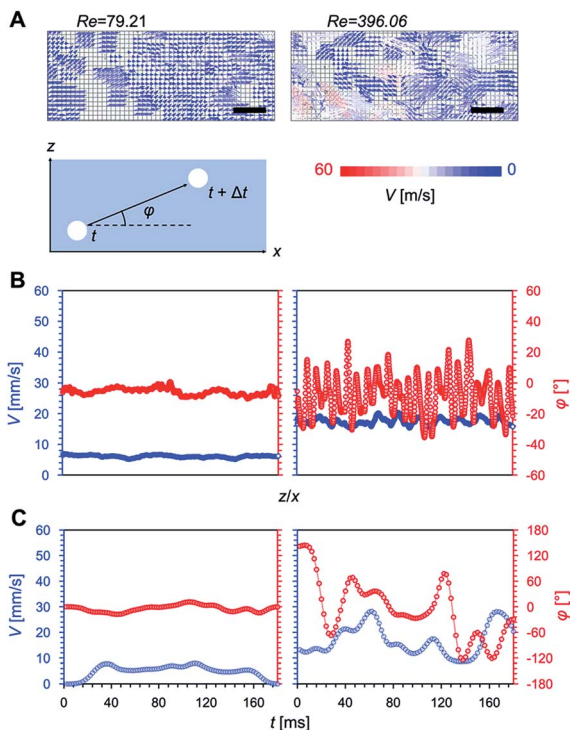 A
Re=79.21
Re=396.06
z
t + Δt
φ
t
x
60
0
V [m/s]
B
60
50
40
30
20
10
0
V [mm/s]
60
40
20
0
-20
-40
-60
φ [°]
z/x
C
60
50
40
30
20
10
0
V [mm/s]
180
120
60
0
-60
-120
-180
φ [°]
0 40 80 120 160
0 40 80 120 160
t [ms]